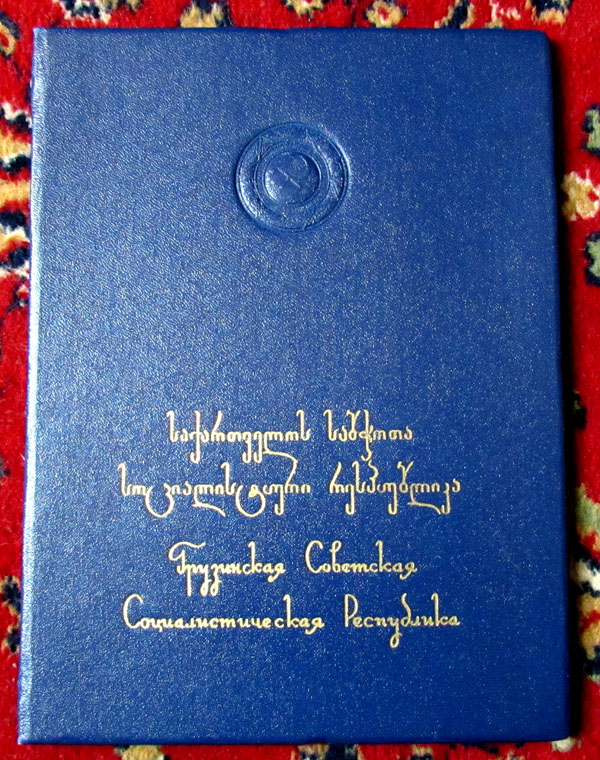 საქართველოს საბჭოთა
სოციალისტური რესპუბლიკა
Грузинская Советская
Социалистическая Республика